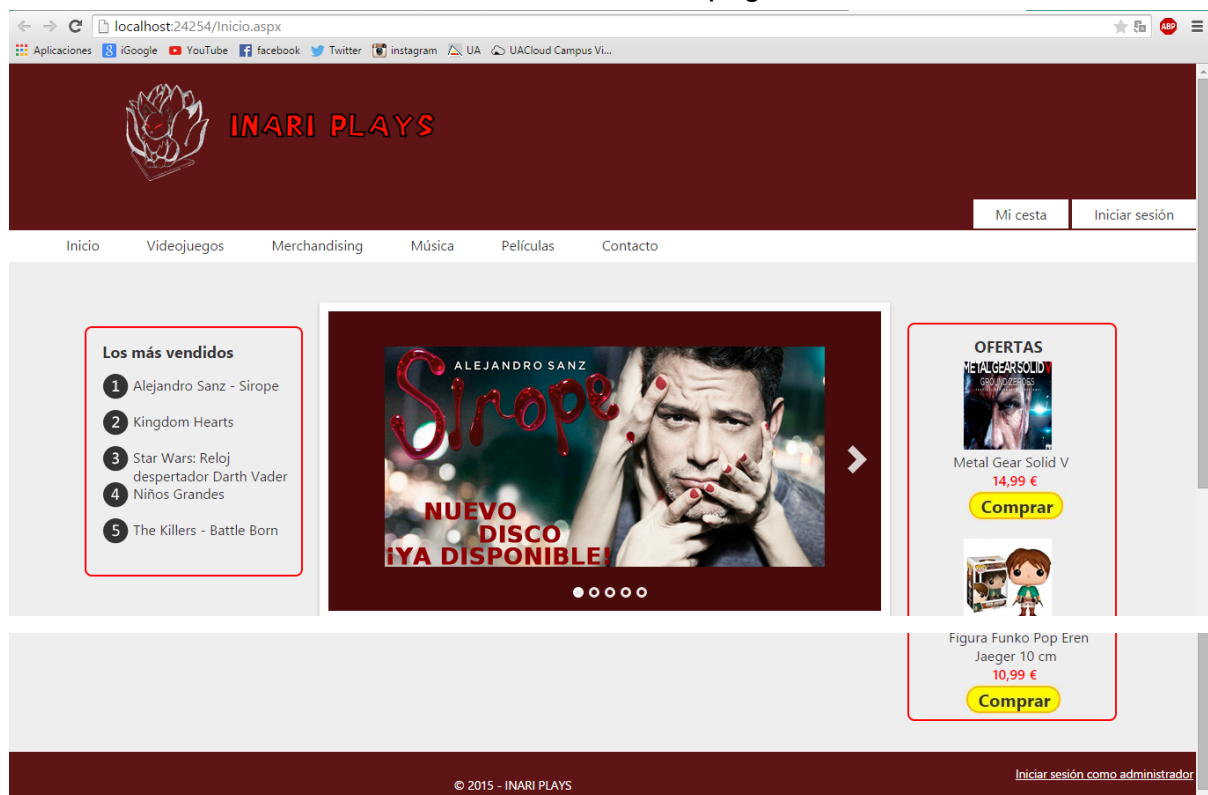 localhost:24254/Inicio.aspx
ABP
Aplicaciones iGoogle YouTube facebook Twitter instagram UA UACloud Campus Vi...
INARI PLAYS
Mi cesta Iniciar sesión
Inicio Videojuegos Merchandising Música Películas Contacto
Los más vendidos
1 Alejandro Sanz - Sirope
2 Kingdom Hearts
3 Star Wars: Reloj
despertador Darth Vader
4 Niños Grandes
5 The Killers - Battle Born
ALEJANDRO SANZ
Sirope
NUEVO
DISCO
¡YA DISPONIBLE!
OFERTAS
METAL GEAR SOLID V
GROUND ZEROES
Metal Gear Solid V
14,99 €
Comprar
Figura Funko Pop Eren
Jaeger 10 cm
10,99 €
Comprar
Iniciar sesión como administrador
© 2015 - INARI PLAYS